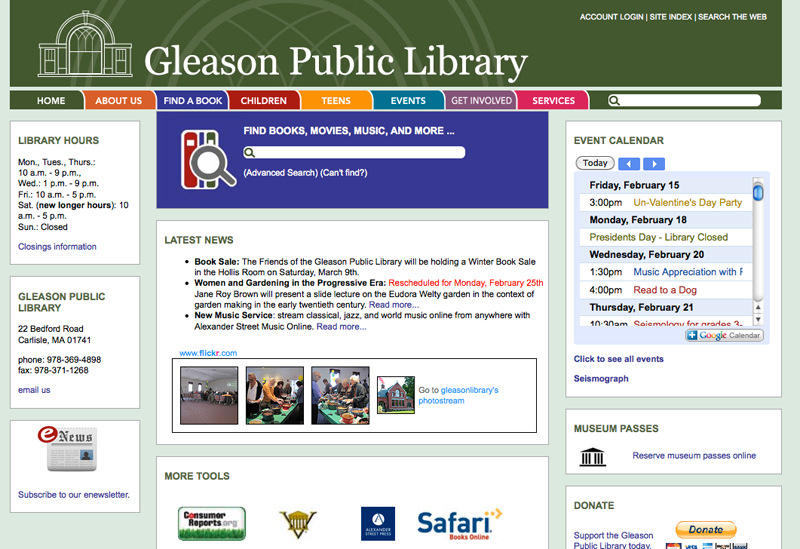 ACCOUNT LOGIN | SITE INDEX | SEARCH THE WEB
Gleason Public Library
HOME ABOUT US FIND A BOOK CHILDREN TEENS EVENTS GET INVOLVED SERVICES
LIBRARY HOURS
Mon., Tues., Thurs.:
10 a.m. - 9 p.m.,
Wed.: 1 p.m. - 9 p.m.
Fri.: 10 a.m. - 5 p.m.
Sat. (new longer hours): 10
a.m. - 5 p.m.
Sun.: Closed
Closings information
GLEASON PUBLIC
LIBRARY
22 Bedford Road
Carlisle, MA 01741
phone: 978-369-4898
fax: 978-371-1268
email us
eNews
Subscribe to our enewsletter.
FIND BOOKS, MOVIES, MUSIC, AND MORE ...
(Advanced Search) (Can't find?)
LATEST NEWS
• Book Sale: The Friends of the Gleason Public Library will be holding a Winter Book Sale
in the Hollis Room on Saturday, March 9th.
• Women and Gardening in the Progressive Era: Rescheduled for Monday, February 25th
Jane Roy Brown will present a slide lecture on the Eudora Welty garden in the context of
garden making in the early twentieth century. Read more...
• New Music Service: stream classical, jazz, and world music online from anywhere with
Alexander Street Music Online. Read more...
www.flickr.com
Go to gleasonlibrary's
photostream
MORE TOOLS
Consumer
Reports.org
ALEXANDER
STREET PRESS
Safari
Books Online
EVENT CALENDAR
Today
Friday, February 15
3:00pm Un-Valentine's Day Party
Monday, February 18
Presidents Day - Library Closed
Wednesday, February 20
1:30pm Music Appreciation with
4:00pm Read to a Dog
Thursday, February 21
10:30am Seismology for grades 3-
Google Calendar
Click to see all events
Seismograph
MUSEUM PASSES
Reserve museum passes online
DONATE
Support the Gleason
Public Library today.
Donate